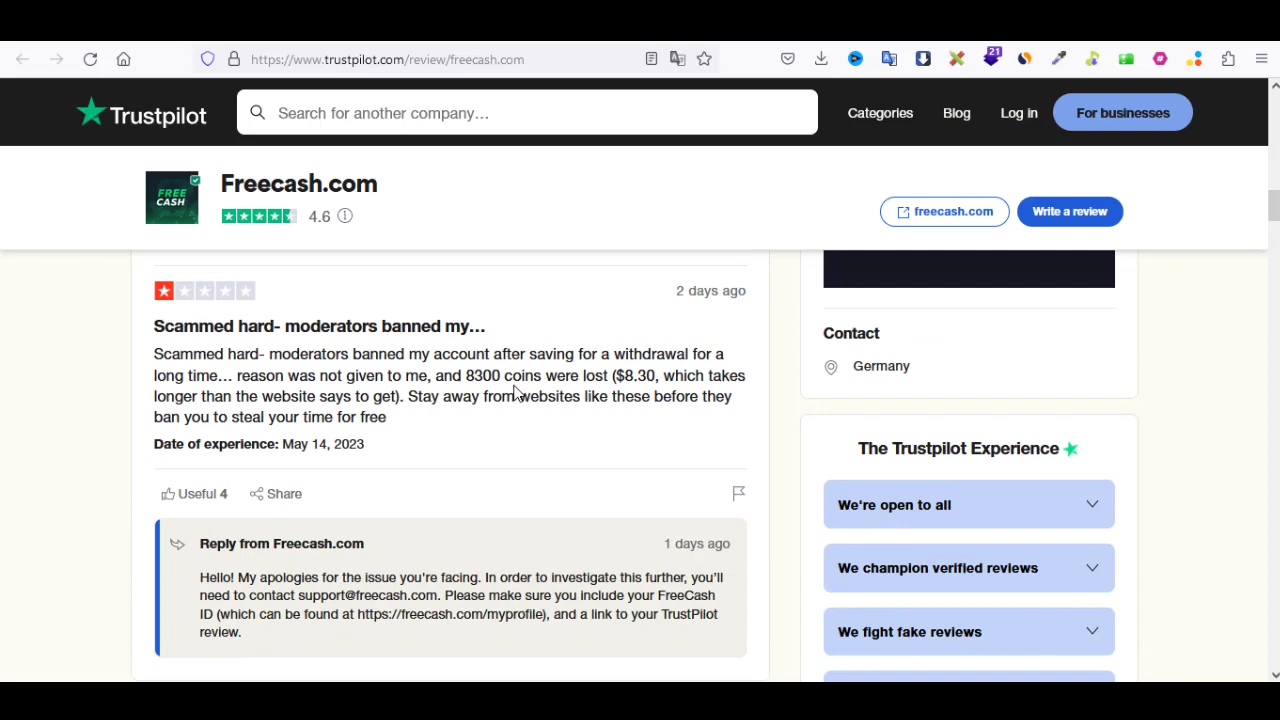 https://www.trustpilot.com/review/freecash.com
21
Trustpilot
Search for another company…
Categories
Blog
Log in
For businesses
FREE
CASH
Freecash.com
4.6
freecash.com
Write a review
2 days ago
Scammed hard- moderators banned my…
Scammed hard- moderators banned my account after saving for a withdrawal for a
long time… reason was not given to me, and 8300 coins were lost ($8.30, which takes
longer than the website says to get). Stay away from websites like these before they
ban you to steal your time for free
Date of experience: May 14, 2023
Useful 4
Share
Reply from Freecash.com
1 days ago
Hello! My apologies for the issue you're facing. In order to investigate this further, you'll
need to contact support@freecash.com. Please make sure you include your FreeCash
ID (which can be found at https://freecash.com/myprofile), and a link to your TrustPilot
review.
Contact
Germany
The Trustpilot Experience
We're open to all
We champion verified reviews
We fight fake reviews